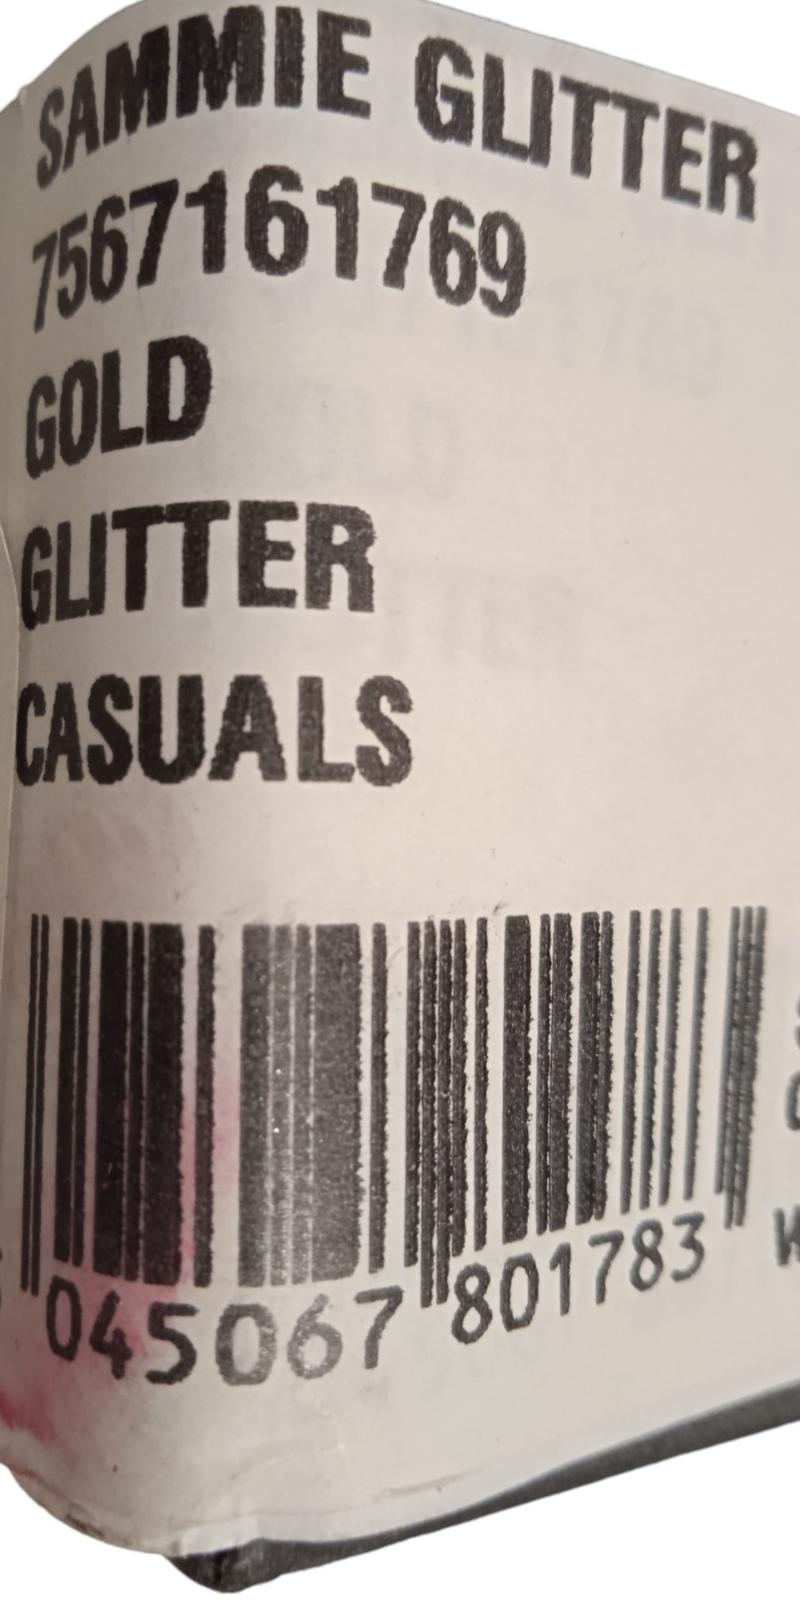 SAMMIE GLITTER
7567161769
GOLD
GLITTER
CASUALS
045067 801783